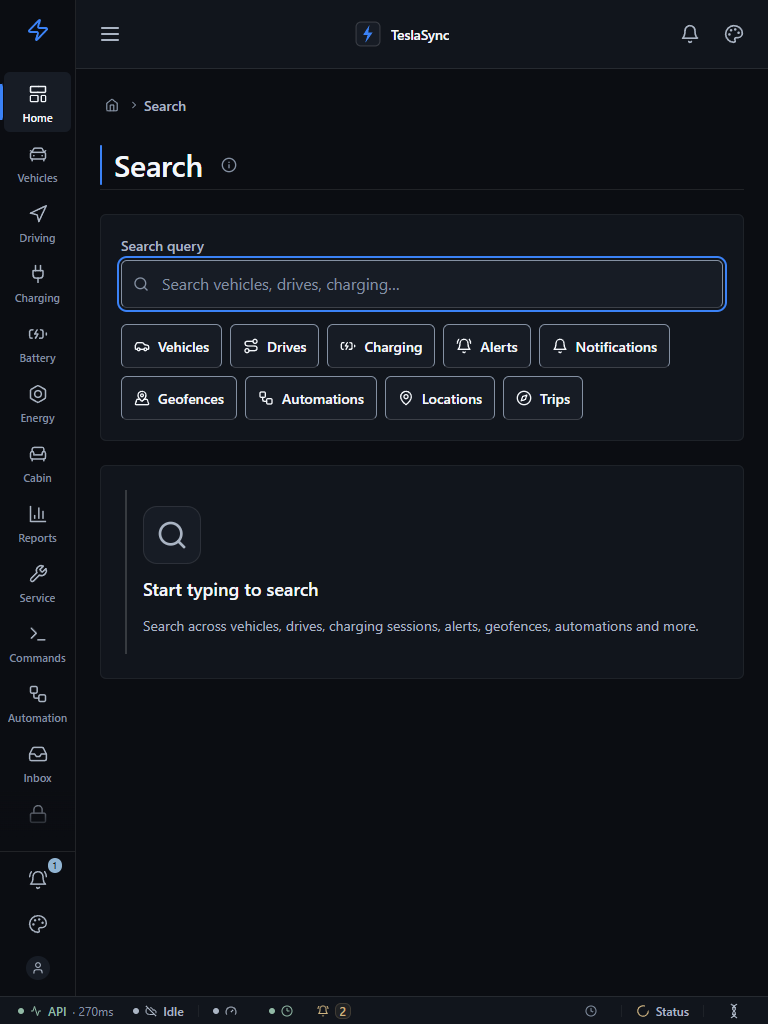 TeslaSync
Home
Vehicles
Driving
Charging
Battery
Energy
Cabin
Reports
Service
Commands
Automation
Inbox
1
Search
Search
Search query
Search vehicles, drives, charging...
Vehicles Drives Charging Alerts Notifications
Geofences Automations Locations Trips
Start typing to search
Search across vehicles, drives, charging sessions, alerts, geofences, automations and more.
API · 270ms Idle 2 Status